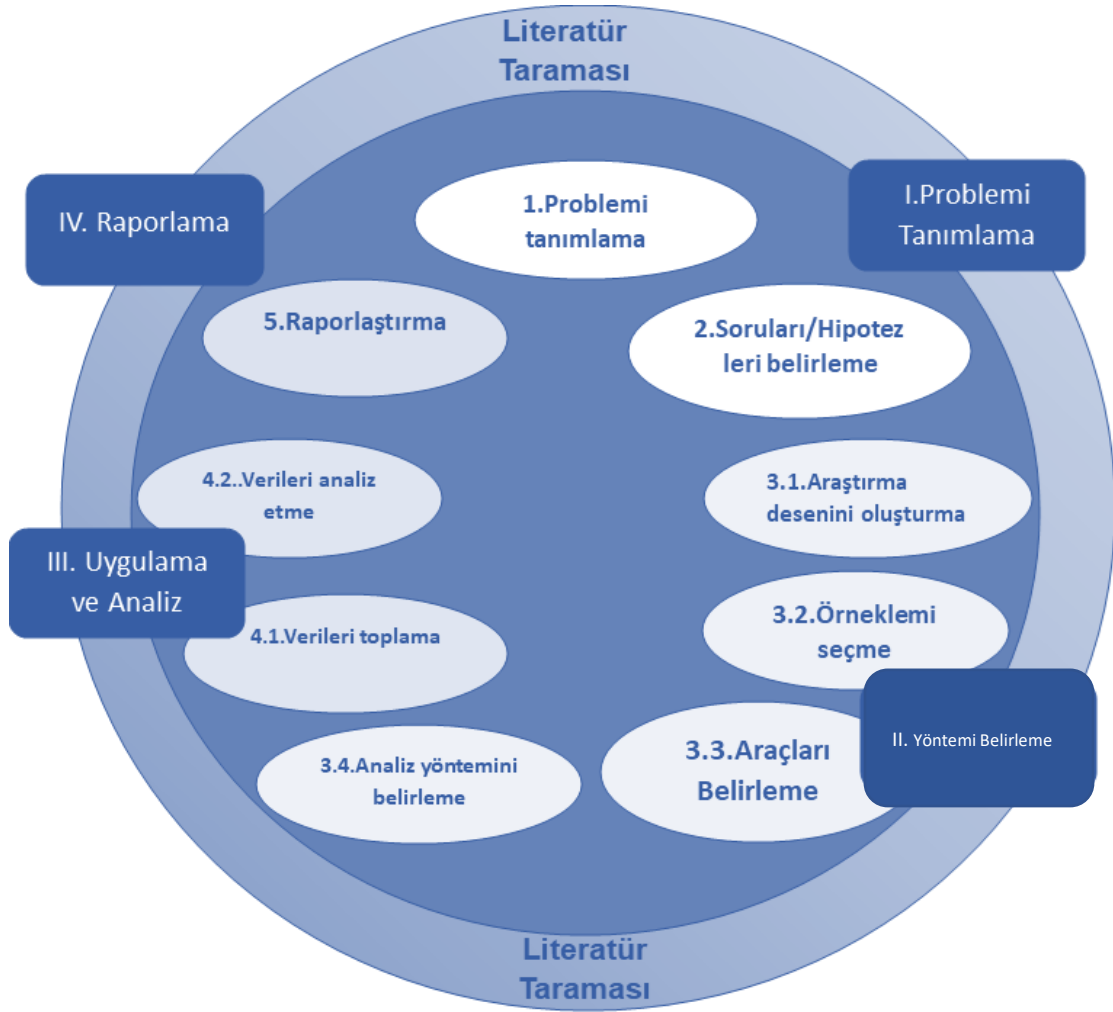 Literatür
Taraması
I.Problemi
Tanımlama
1.Problemi
tanımlama
2.Soruları/Hipotez
leri belirleme
3.1.Araştırma
desenini oluşturma
3.2.Örneklemi
seçme
II. Yöntemi Belirleme
3.3.Araçları
Belirleme
3.4.Analiz yöntemini
belirleme
III. Uygulama
ve Analiz
4.1.Verileri toplama
4.2..Verileri analiz
etme
IV. Raporlama
5.Raporlaştırma
Literatür
Taraması